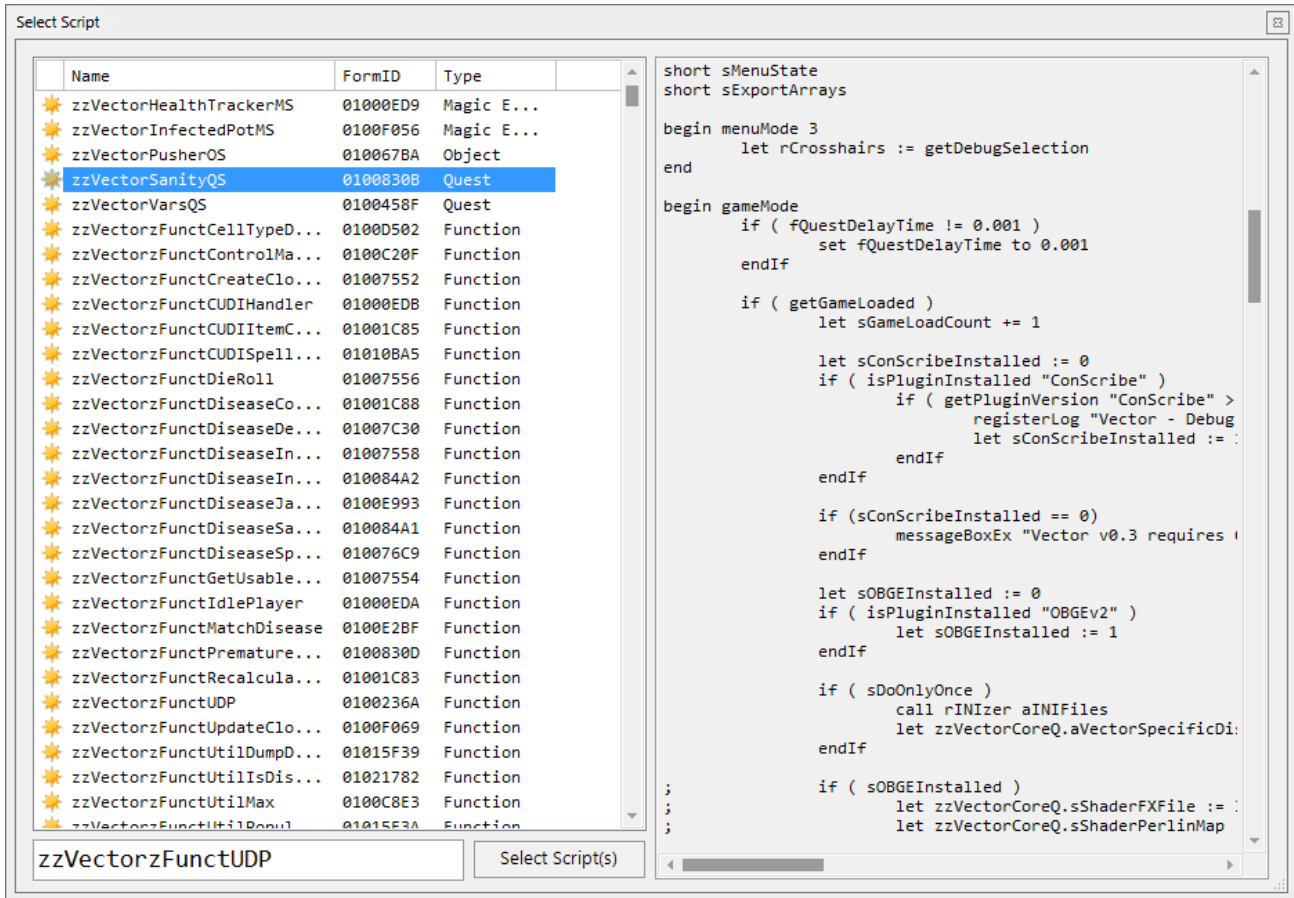 Select Script
Name FormID Type
zzVectorHealthTrackerMS 01000ED9 Magic E...
zzVectorInfectedPotMS 0100F056 Magic E...
zzVectorPusherOS 010067BA Object
zzVectorSanityQS 0100830B Quest
zzVectorVarsQS 0100458F Quest
zzVectorzFunctCellTypeD... 0100D502 Function
zzVectorzFunctControlMa... 0100C20F Function
zzVectorzFunctCreateClo... 01007552 Function
zzVectorzFunctCUDIHandler 01000EDB Function
zzVectorzFunctCUDIItemC... 01001C85 Function
zzVectorzFunctCUDISpell... 01010BA5 Function
zzVectorzFunctDieRoll 01007556 Function
zzVectorzFunctDiseaseCo... 01001C88 Function
zzVectorzFunctDiseaseDe... 01007C30 Function
zzVectorzFunctDiseaseIn... 01007558 Function
zzVectorzFunctDiseaseIn... 010084A2 Function
zzVectorzFunctDiseaseJa... 0100E993 Function
zzVectorzFunctDiseaseSa... 010084A1 Function
zzVectorzFunctDiseaseSp... 010076C9 Function
zzVectorzFunctGetUsable... 01007554 Function
zzVectorzFunctIdlePlayer 01000EDA Function
zzVectorzFunctMatchDisease 0100E2BF Function
zzVectorzFunctPremature... 0100830D Function
zzVectorzFunctRecalcula... 01001C83 Function
zzVectorzFunctUDP 0100236A Function
zzVectorzFunctUpdateClo... 0100F069 Function
zzVectorzFunctUtilDumpD... 01015F39 Function
zzVectorzFunctUtilIsDis... 01021782 Function
zzVectorzFunctUtilMax 0100C8E3 Function
zzVectorzFunctUtilPopul 01015F3A Function
zzVectorzFunctUDP
Select Script(s)
short sMenuState
short sExportArrays
begin menuMode 3
let rCrosshairs := getDebugSelection
end
begin gameMode
if ( fQuestDelayTime != 0.001 )
set fQuestDelayTime to 0.001
endIf
if ( getGameLoaded )
let sGameLoadCount += 1
let sConScribeInstalled := 0
if ( isPluginInstalled "ConScribe" )
if ( getPluginVersion "ConScribe" >
registerLog "Vector - Debug
let sConScribeInstalled :=
endIf
endIf
if (sConScribeInstalled == 0)
messageBoxEx "Vector v0.3 requires
endIf
let sOBGEInstalled := 0
if ( isPluginInstalled "OBGEv2" )
let sOBGEInstalled := 1
endIf
if ( sDoOnlyOnce )
call rINIzer aINIFiles
let zzVectorCoreQ.aVectorSpecificDi
endIf
; if ( sOBGEInstalled )
; let zzVectorCoreQ.sShaderFXFile :=
; let zzVectorCoreQ.sShaderPerlinMap